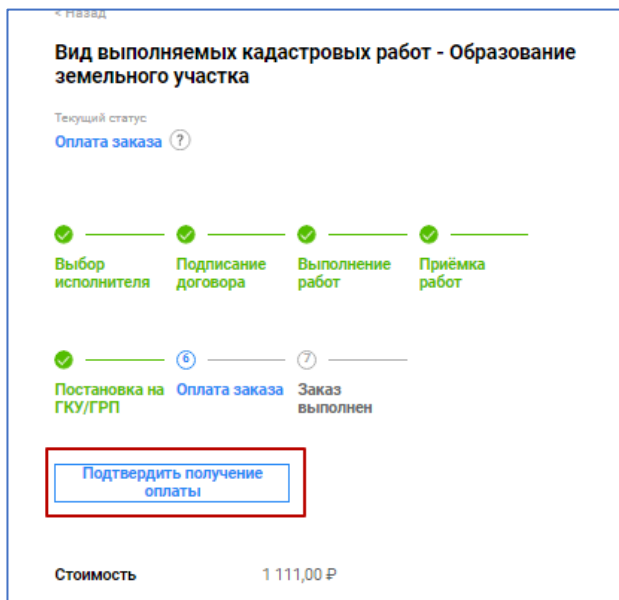 < Назад
Вид выполняемых кадастровых работ - Образование
земельного участка
Текущий статус
Оплата заказа ?
Выбор
исполнителя
Подписание
договора
Выполнение
работ
Приёмка
работ
6
7
Постановка на
ГКУ/ГРП
Оплата заказа
Заказ
выполнен
Подтвердить получение
оплаты
Стоимость 1 111,00 ₽